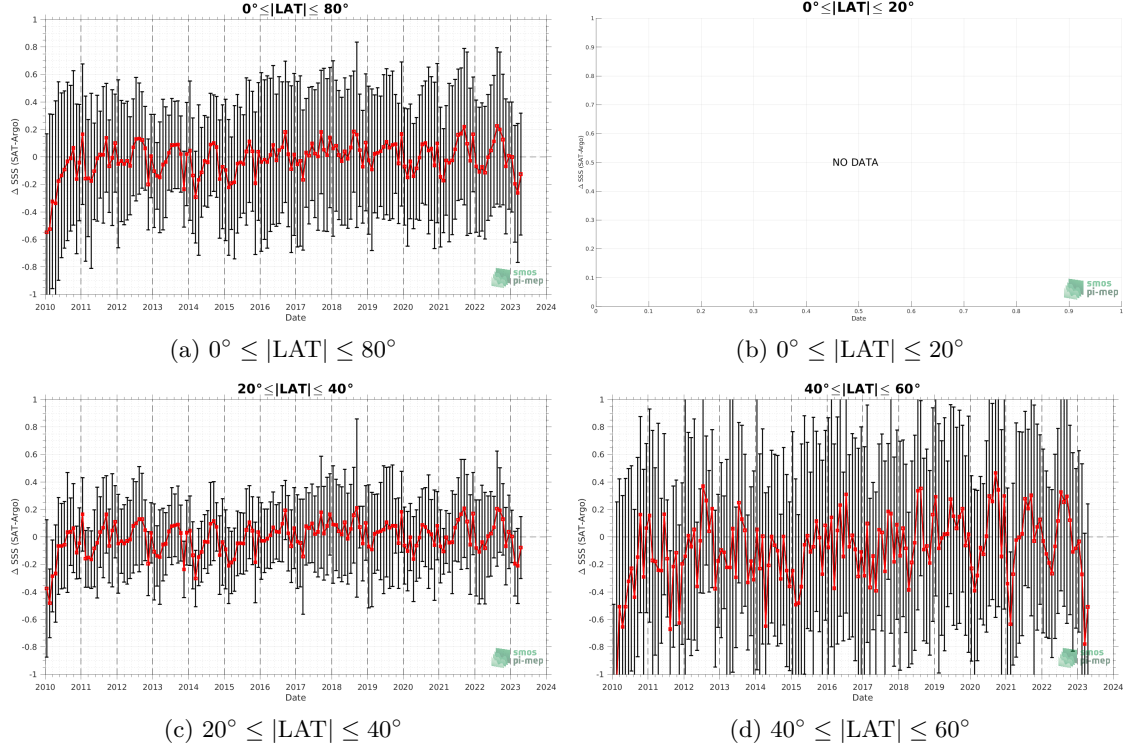 0°≤|LAT|≤ 80°
Δ SSS (SAT-Argo)
1
0.8
0.6
0.4
0.2
0
-0.2
-0.4
-0.6
-0.8
-1
2010 2011 2012 2013 2014 2015 2016 2017 2018 2019 2020 2021 2022 2023 2024
Date
smos
pi-mep
0°≤|LAT|≤ 20°
Δ SSS (SAT-Argo)
1
0.9
0.8
0.7
0.6
0.5
0.4
0.3
0.2
0.1
0
NO DATA
0 0.1 0.2 0.3 0.4 0.5 0.6 0.7 0.8 0.9 1
Date
smos
pi-mep
(a) 0° ≤ |LAT| ≤ 80°
(b) 0° ≤ |LAT| ≤ 20°
20°≤|LAT|≤ 40°
Δ SSS (SAT-Argo)
1
0.8
0.6
0.4
0.2
0
-0.2
-0.4
-0.6
-0.8
-1
2010 2011 2012 2013 2014 2015 2016 2017 2018 2019 2020 2021 2022 2023 2024
Date
smos
pi-mep
40°≤|LAT|≤ 60°
Δ SSS (SAT-Argo)
1
0.8
0.6
0.4
0.2
0
-0.2
-0.4
-0.6
-0.8
-1
2010 2011 2012 2013 2014 2015 2016 2017 2018 2019 2020 2021 2022 2023 2024
Date
smos
pi-mep
(c) 20° ≤ |LAT| ≤ 40°
(d) 40° ≤ |LAT| ≤ 60°